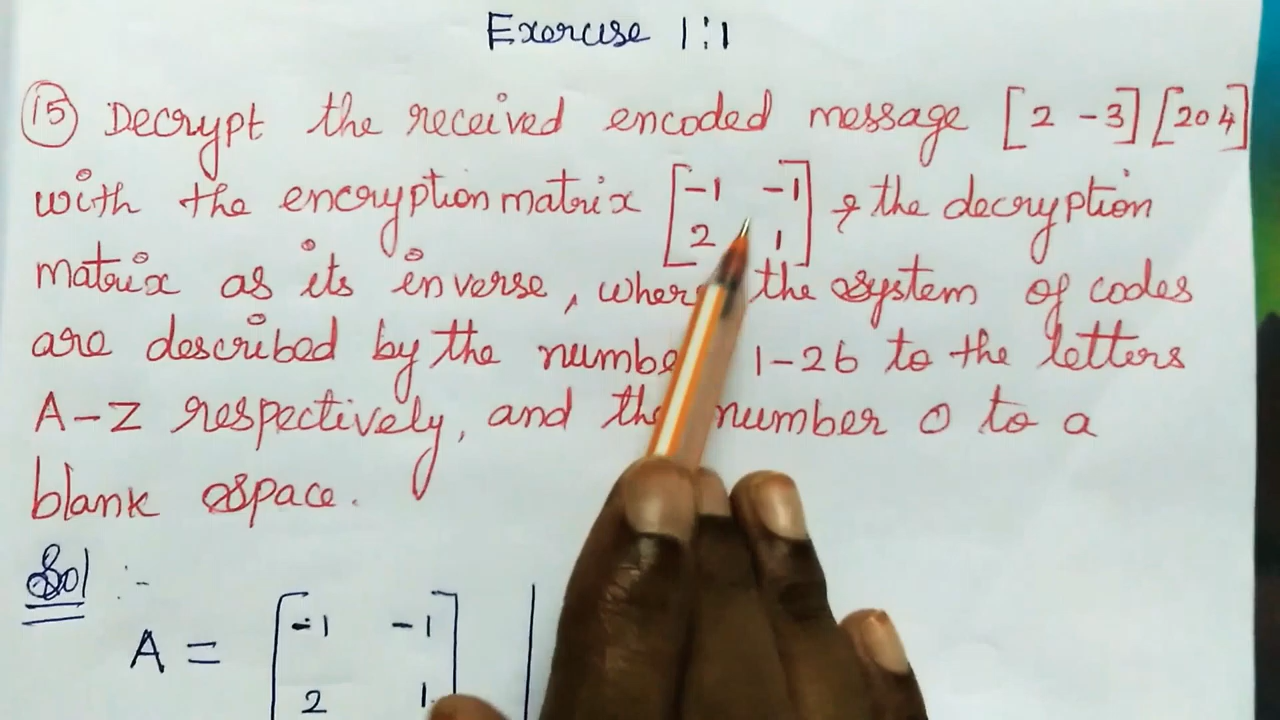 Exercise 1:1
15 Decrypt the received encoded message [2 -3] [20 4]
with the encryption matrix [-1 -1
2 1] & the decryption
matrix as its inverse, where the system of codes
are described by the number 1-26 to the letters
A-Z respectively, and the number 0 to a
blank space.
Sol :-
A = [-1 -1
2 1